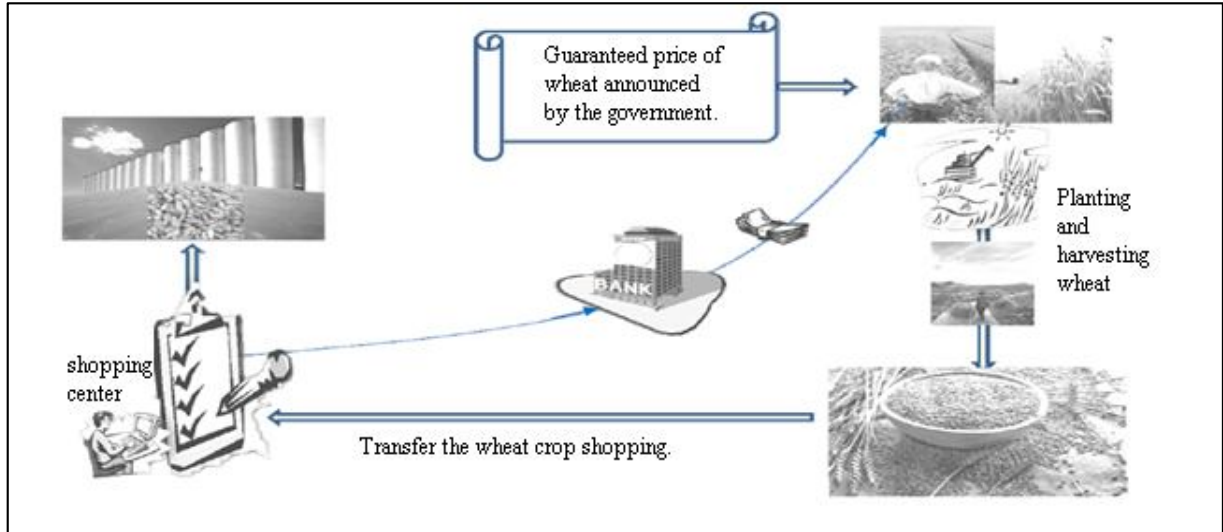 Guaranteed price of
wheat announced
by the government.
Planting
and
harvesting
wheat
BANK
shopping
center
Transfer the wheat crop shopping.